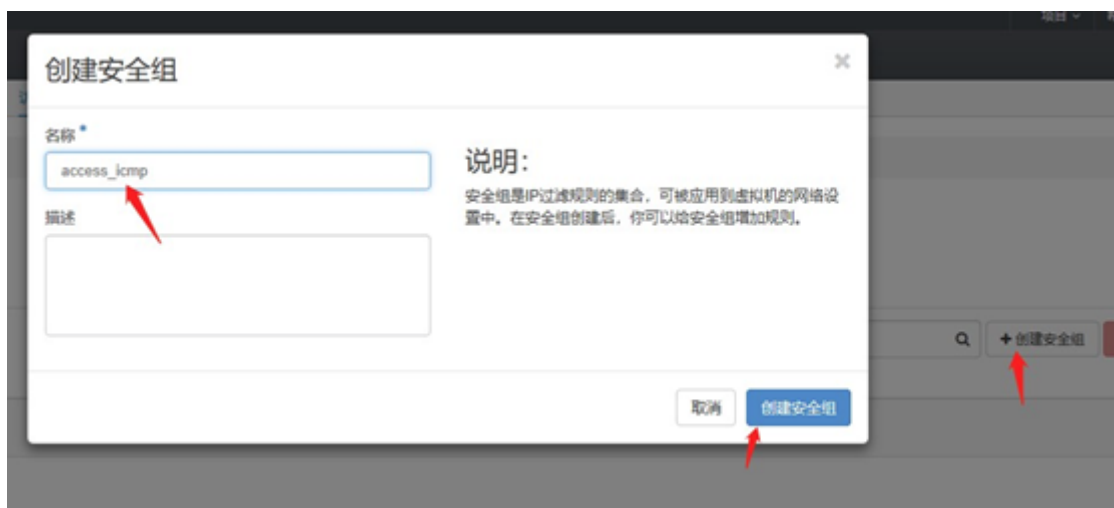 项目
创建安全组
×
名称 *
access_icmp
说明:
安全组是IP过滤规则的集合，可被应用到虚拟机的网络设
置中。在安全组创建后，你可以给安全组增加规则。
描述
+创建安全组
取消
创建安全组